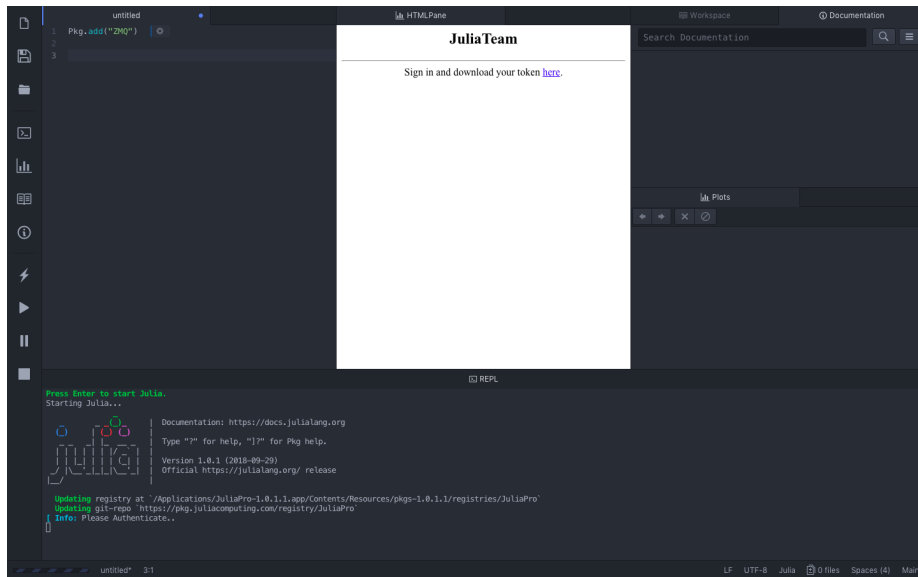 untitled
HTMLPane
Workspace
Documentation
1 Pkg.add("ZMQ")
2
3
JuliaTeam
Sign in and download your token here.
Search Documentation
Plots
REPL
Press Enter to start Julia.
Starting Julia...
Documentation: https://docs.julialang.org
Type "?" for help, "]?" for Pkg help.
Version 1.0.1 (2018-09-29)
Official https://julialang.org/ release
Updating registry at `/Applications/JuliaPro-1.0.1.1.app/Contents/Resources/pkgs-1.0.1.1/registries/JuliaPro`
Updating git-repo `https://pkg.juliacomputing.com/registry/JuliaPro`
Info: Please Authenticate..
untitled* 3:1
LF UTF-8 Julia 0 files Spaces (4) Main